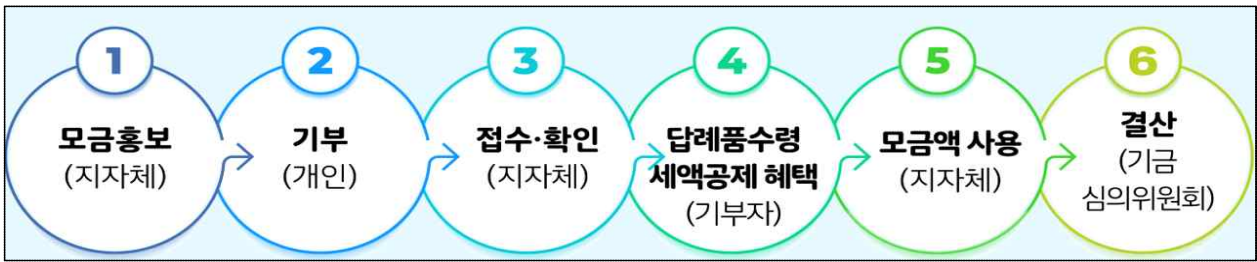 1
모금홍보
(지자체)
2
기부
(개인)
3
접수·확인
(지자체)
4
답례품수령
세액공제 혜택
(기부자)
5
모금액 사용
(지자체)
6
결산
(기금
심의위원회)